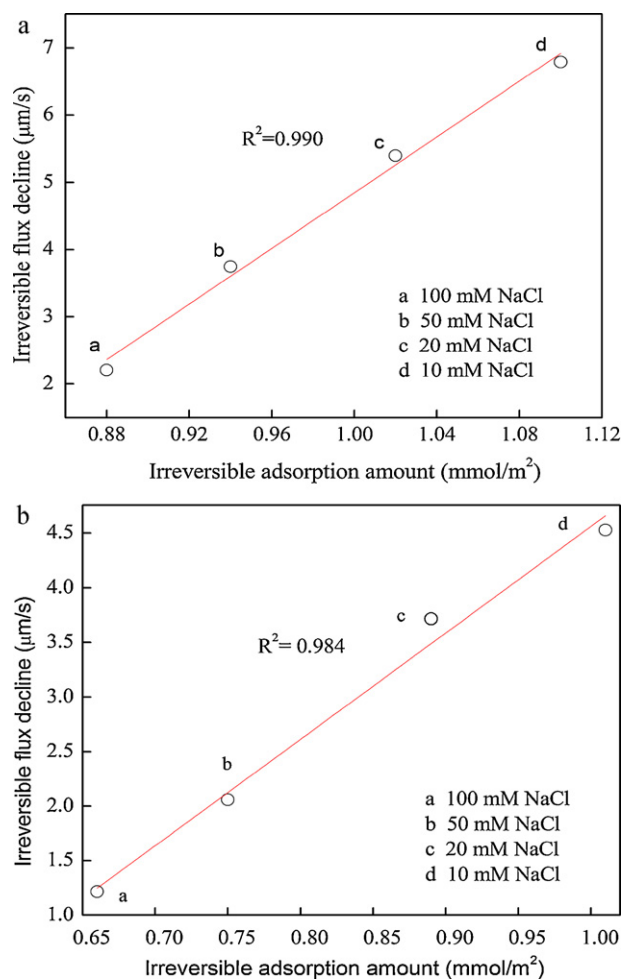 a
7
6
5
4
3
2
Irreversible flux decline (μm/s)
R²=0.990
a
b
c
d
a 100 mM NaCl
b 50 mM NaCl
c 20 mM NaCl
d 10 mM NaCl
0.88 0.92 0.96 1.00 1.04 1.08 1.12
Irreversible adsorption amount (mmol/m²)
b
4.5
4.0
3.5
3.0
2.5
2.0
1.5
1.0
Irreversible flux decline (μm/s)
R²= 0.984
a
b
c
d
a 100 mM NaCl
b 50 mM NaCl
c 20 mM NaCl
d 10 mM NaCl
0.65 0.70 0.75 0.80 0.85 0.90 0.95 1.00
Irreversible adsorption amount (mmol/m²)